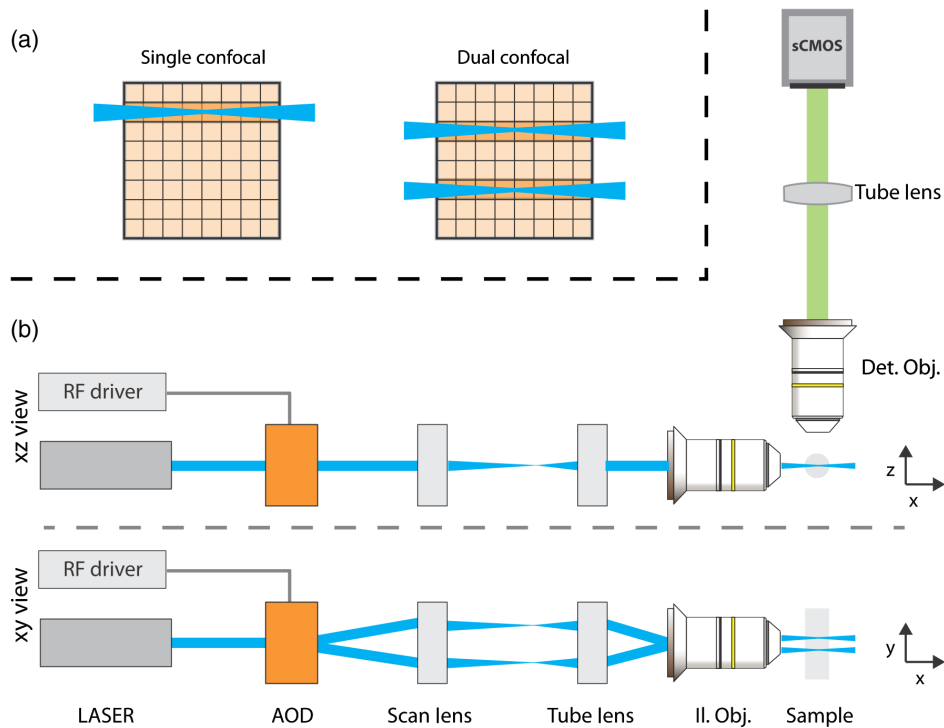 (a)
Single confocal
Dual confocal
sCMOS
Tube lens
Det. Obj.
(b)
xz view
RF driver
z
x
xy view
RF driver
y
x
LASER
AOD
Scan lens
Tube lens
Il. Obj.
Sample